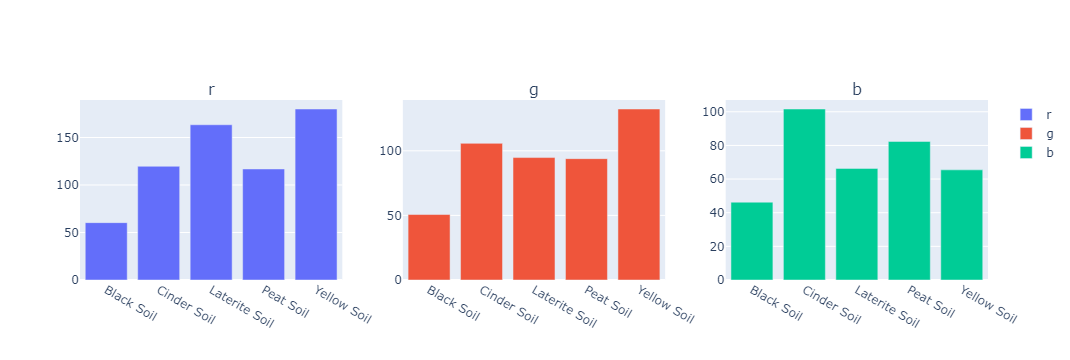 r
g
b
150
100
50
0
100
50
0
100
80
60
40
20
0
Black Soil
Cinder Soil
Laterite Soil
Peat Soil
Yellow Soil
Black Soil
Cinder Soil
Laterite Soil
Peat Soil
Yellow Soil
Black Soil
Cinder Soil
Laterite Soil
Peat Soil
Yellow Soil
r
g
b